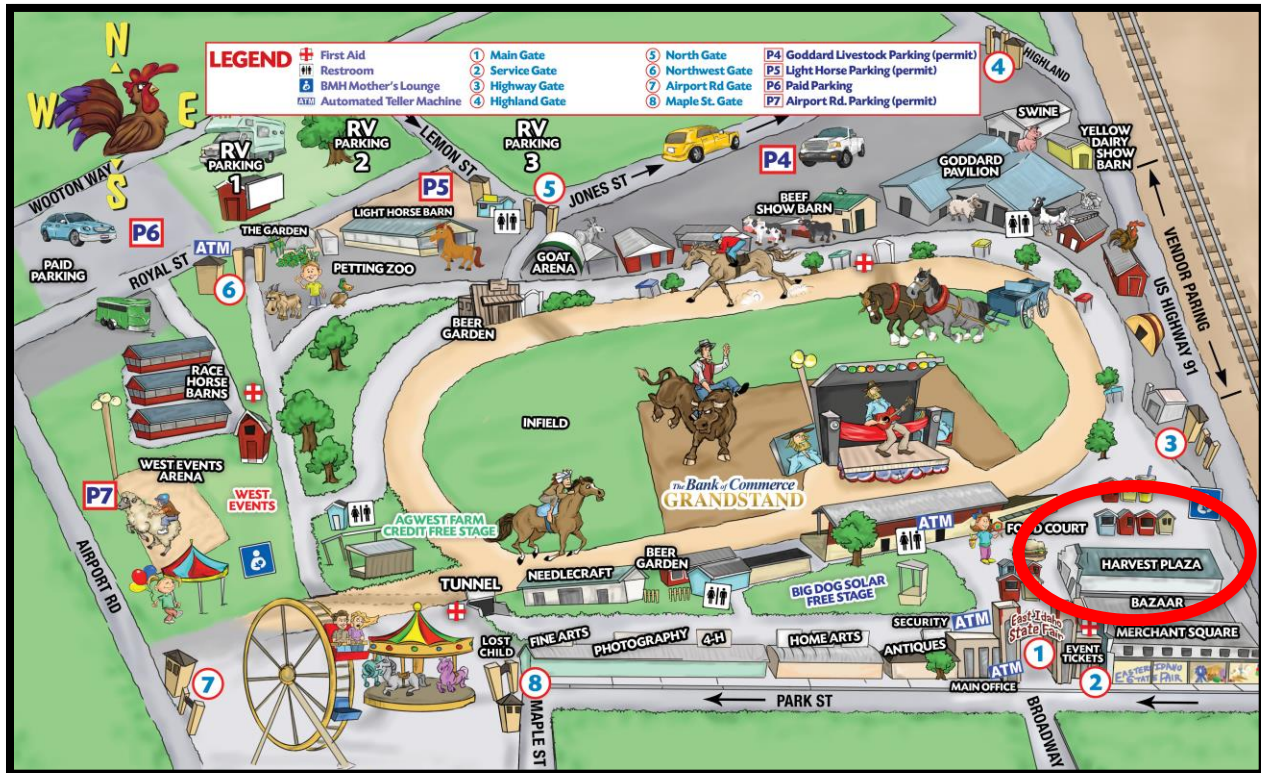 N
W
E
S
LEGEND
First Aid
Restroom
BMH Mother's Lounge
ATM Automated Teller Machine
1 Main Gate
2 Service Gate
3 Highway Gate
4 Highland Gate
5 North Gate
6 Northwest Gate
7 Airport Rd Gate
8 Maple St. Gate
P4 Goddard Livestock Parking (permit)
P5 Light Horse Parking (permit)
P6 Paid Parking
P7 Airport Rd. Parking (permit)
HIGHLAND
4
SWINE
YELLOW
DAIRY
SHOW
BARN
GODDARD
PAVILION
WOOTON WAY
RV
PARKING
1
RV
PARKING
2
LEMON ST
RV
PARKING
3
JONES ST
P4
P5
5
LIGHT HORSE BARN
BEEF
SHOW BARN
P6
PAID
PARKING
ROYAL ST
ATM
THE GARDEN
6
PETTING ZOO
GOAT
ARENA
VENDOR PARKING
US HIGHWAY 91
BEER
GARDEN
RACE
HORSE
BARNS
INFIELD
3
WEST EVENTS
ARENA
P7
WEST
EVENTS
The Bank of Commerce
GRANDSTAND
AGWEST FARM
CREDIT FREE STAGE
ATM
FOOD COURT
HARVEST PLAZA
BAZAAR
AIRPORT RD
TUNNEL
NEEDLECRAFT
BEER
GARDEN
BIG DOG SOLAR
FREE STAGE
SECURITY
ATM
East Idaho
State Fair
MERCHANT SQUARE
LOST
CHILD
FINE ARTS
PHOTOGRAPHY
4-H
HOME ARTS
ANTIQUES
1
EVENT
TICKETS
EASTERN IDAHO
STATE FAIR
7
8
ATM
MAIN OFFICE
2
MAPLE ST
PARK ST
BROADWAY